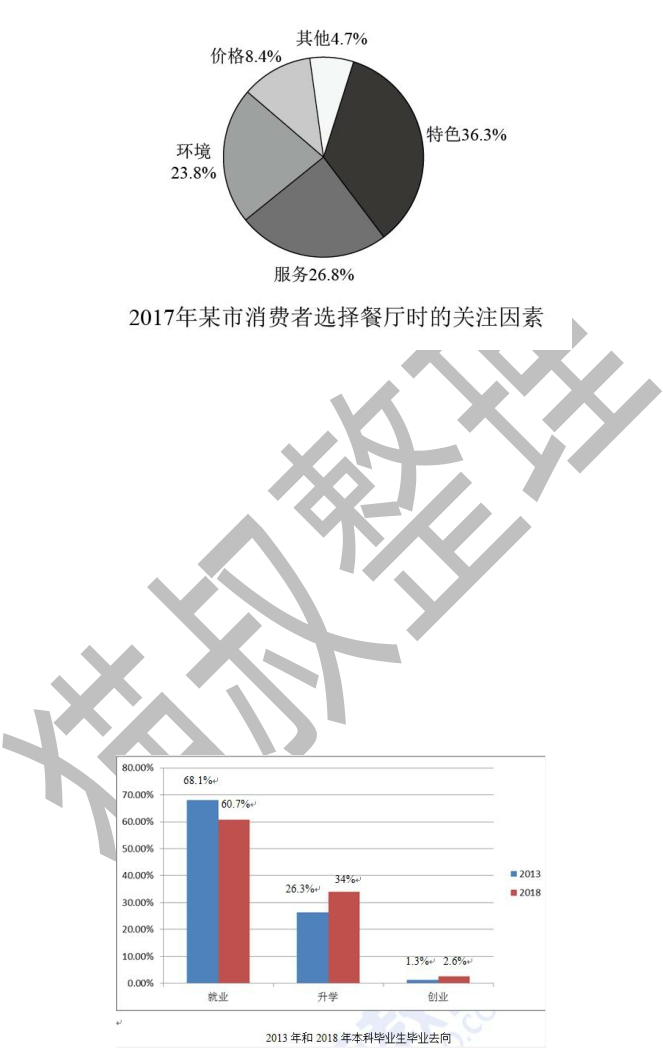 其他4.7%
价格8.4%
特色36.3%
环境
23.8%
服务26.8%
2017年某市消费者选择餐厅时的关注因素
猫叔整理
80.00%
70.00%
60.00%
50.00%
40.00%
30.00%
20.00%
10.00%
0.00%
68.1%
60.7%
26.3%
34%
1.3%
2.6%
2013
2018
就业
升学
创业
2013 年和 2018 年本科毕业生毕业去向